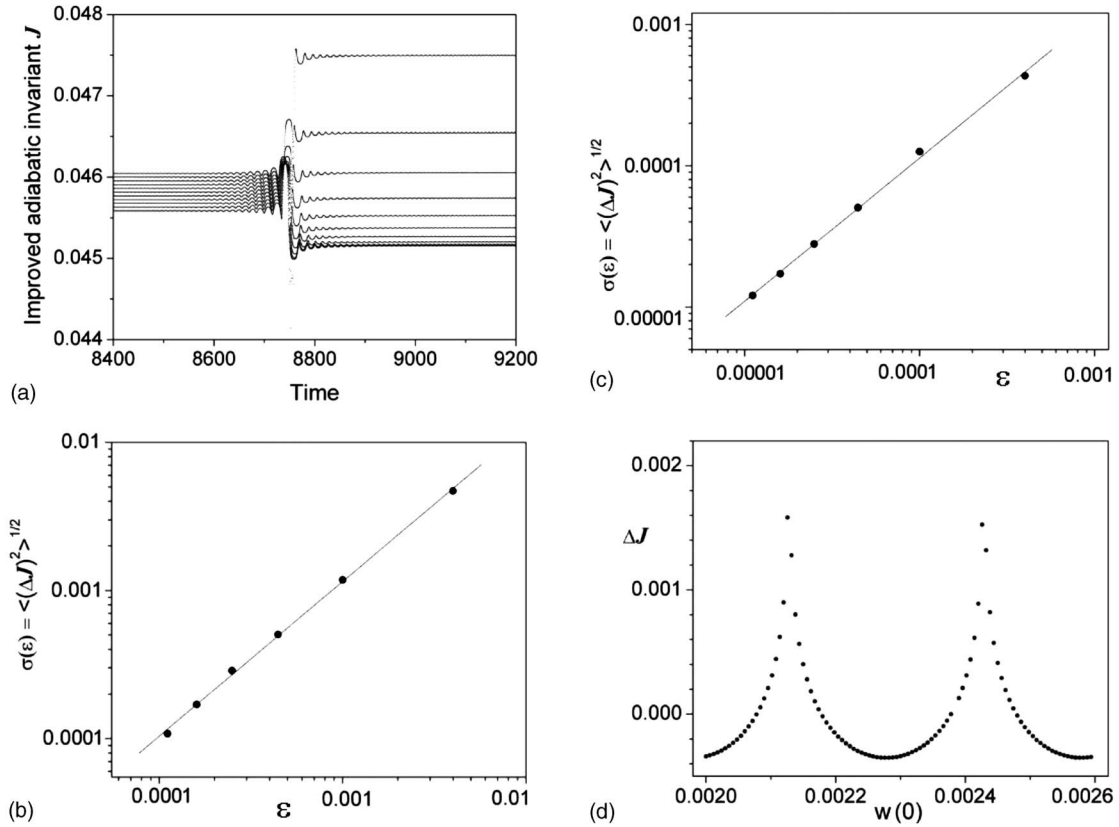 0.048
0.047
0.046
0.045
0.044
Improved adiabatic invariant J
8400 8600 8800 9000 9200
Time
(a)
0.001
0.0001
0.00001
σ(ε) = <(ΔJ)²>¹/²
0.00001 0.0001 0.001
ε
(c)
0.01
0.001
0.0001
σ(ε) = <(ΔJ)²>¹/²
0.0001 0.001 0.01
ε
(b)
0.002
ΔJ
0.001
0.000
0.0020 0.0022 0.0024 0.0026
w(0)
(d)